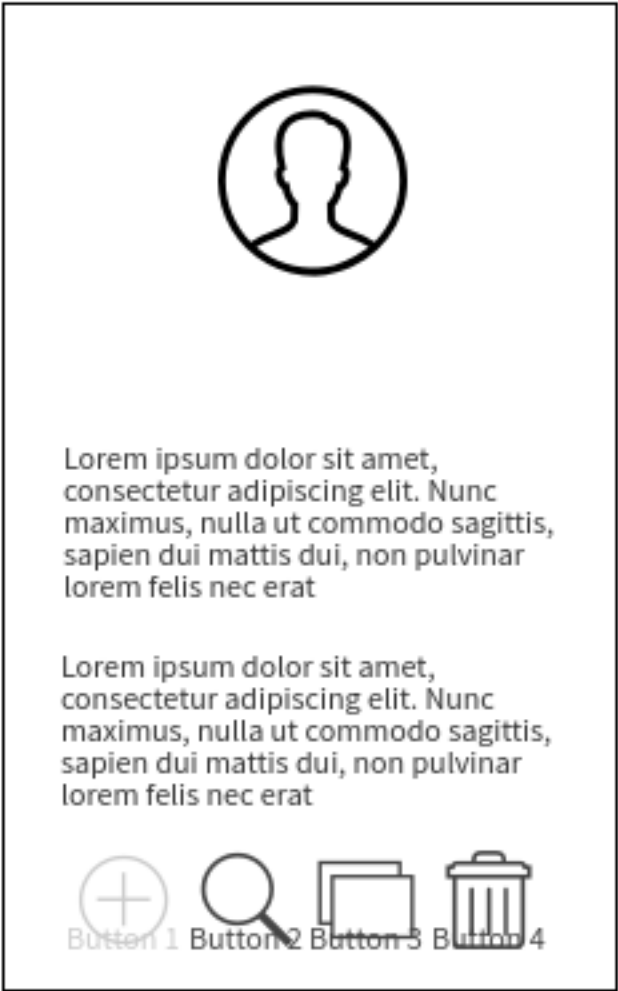 Lorem ipsum dolor sit amet,
consectetur adipiscing elit. Nunc
maximus, nulla ut commodo sagittis,
sapien dui mattis dui, non pulvinar
lorem felis nec erat
Lorem ipsum dolor sit amet,
consectetur adipiscing elit. Nunc
maximus, nulla ut commodo sagittis,
sapien dui mattis dui, non pulvinar
lorem felis nec erat
Button 1 Button 2 Button 3 Button 4